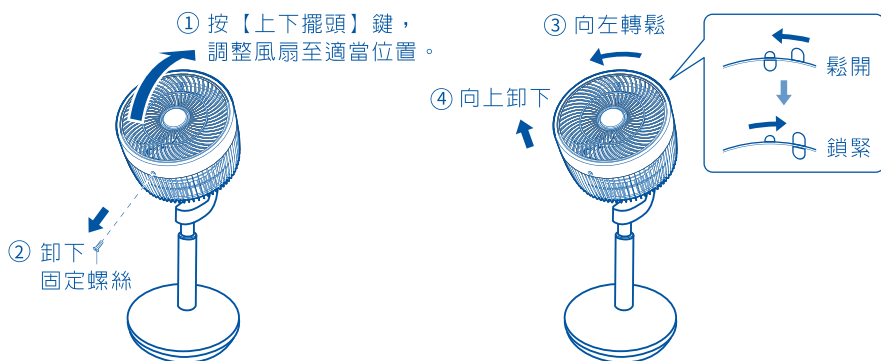 ① 按【上下擺頭】鍵，
調整風扇至適當位置。
② 卸下
固定螺絲
③ 向左轉鬆
④ 向上卸下
鬆開
鎖緊